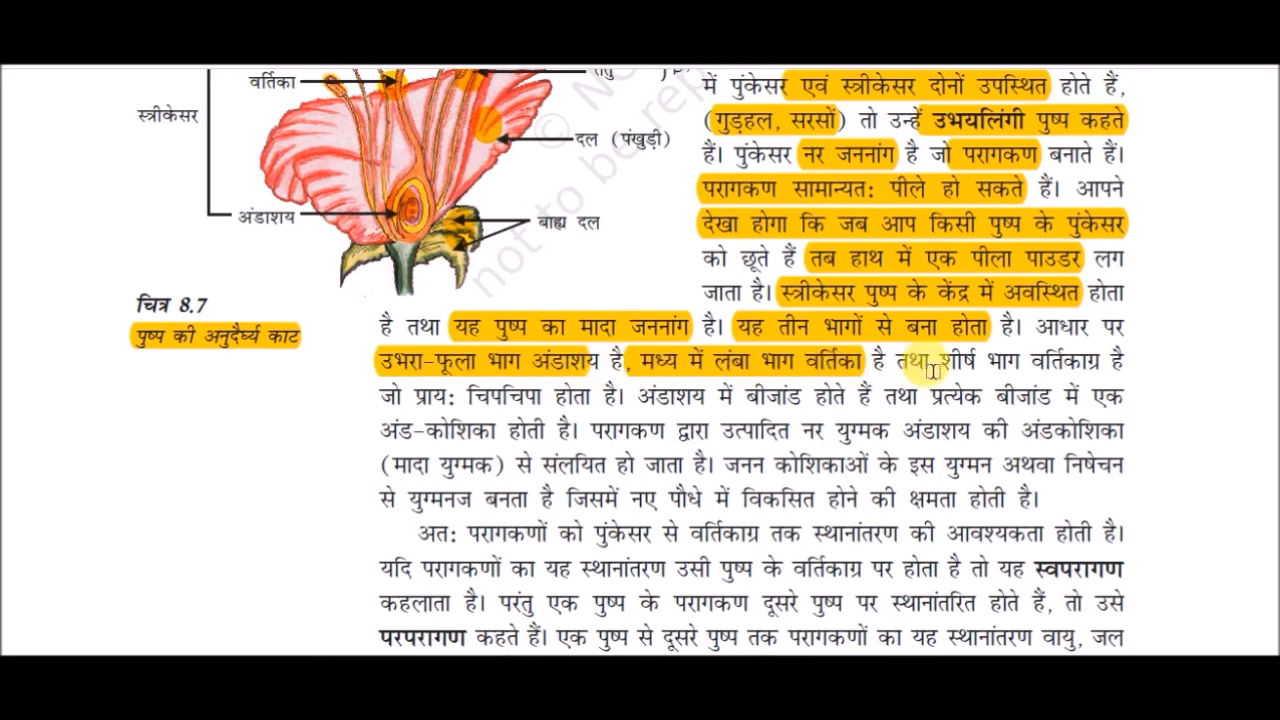 वर्तिका
स्त्रीकेसर
दल (पंखुड़ी)
अंडाशय
बाह्य दल
चित्र 8.7
पुष्प की अनुदैर्घ्य काट
not to be rep
© N
में पुंकेसर एवं स्त्रीकेसर दोनों उपस्थित होते हैं,
(गुड़हल, सरसों) तो उन्हें उभयलिंगी पुष्प कहते
हैं। पुंकेसर नर जननांग है जो परागकण बनाते हैं।
परागकण सामान्यत: पीले हो सकते हैं। आपने
देखा होगा कि जब आप किसी पुष्प के पुंकेसर
को छूते हैं तब हाथ में एक पीला पाउडर लग
जाता है। स्त्रीकेसर पुष्प के केंद्र में अवस्थित होता
है तथा यह पुष्प का मादा जननांग है। यह तीन भागों से बना होता है। आधार पर
उभरा-फूला भाग अंडाशय है, मध्य में लंबा भाग वर्तिका है तथा शीर्ष भाग वर्तिकाग्र है
जो प्राय: चिपचिपा होता है। अंडाशय में बीजांड होते हैं तथा प्रत्येक बीजांड में एक
अंड-कोशिका होती है। परागकण द्वारा उत्पादित नर युग्मक अंडाशय की अंडकोशिका
(मादा युग्मक) से संलयित हो जाता है। जनन कोशिकाओं के इस युग्मन अथवा निषेचन
से युग्मनज बनता है जिसमें नए पौधे में विकसित होने की क्षमता होती है।
अत: परागकणों को पुंकेसर से वर्तिकाग्र तक स्थानांतरण की आवश्यकता होती है।
यदि परागकणों का यह स्थानांतरण उसी पुष्प के वर्तिकाग्र पर होता है तो यह स्वपरागण
कहलाता है। परंतु एक पुष्प के परागकण दूसरे पुष्प पर स्थानांतरित होते हैं, तो उसे
परपरागण कहते हैं। एक पुष्प से दूसरे पुष्प तक परागकणों का यह स्थानांतरण वायु, जल